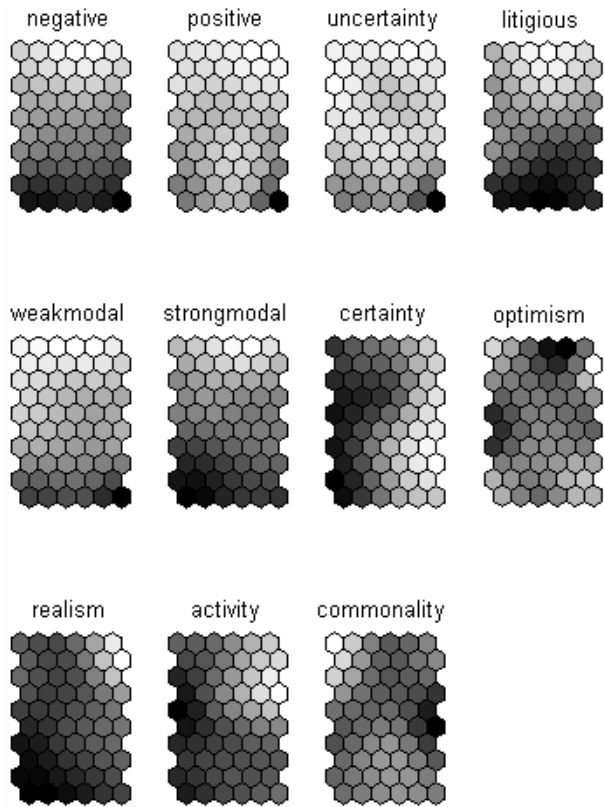 negative positive uncertainty litigious
weakmodal strongmodal certainty optimism
realism activity commonality